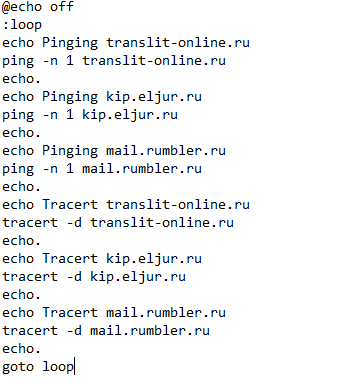 @echo off
:loop
echo Pinging translit-online.ru
ping -n 1 translit-online.ru
echo.
echo Pinging kip.eljur.ru
ping -n 1 kip.eljur.ru
echo.
echo Pinging mail.rumbler.ru
ping -n 1 mail.rumbler.ru
echo.
echo Tracert translit-online.ru
tracert -d translit-online.ru
echo.
echo Tracert kip.eljur.ru
tracert -d kip.eljur.ru
echo.
echo Tracert mail.rumbler.ru
tracert -d mail.rumbler.ru
echo.
goto loop